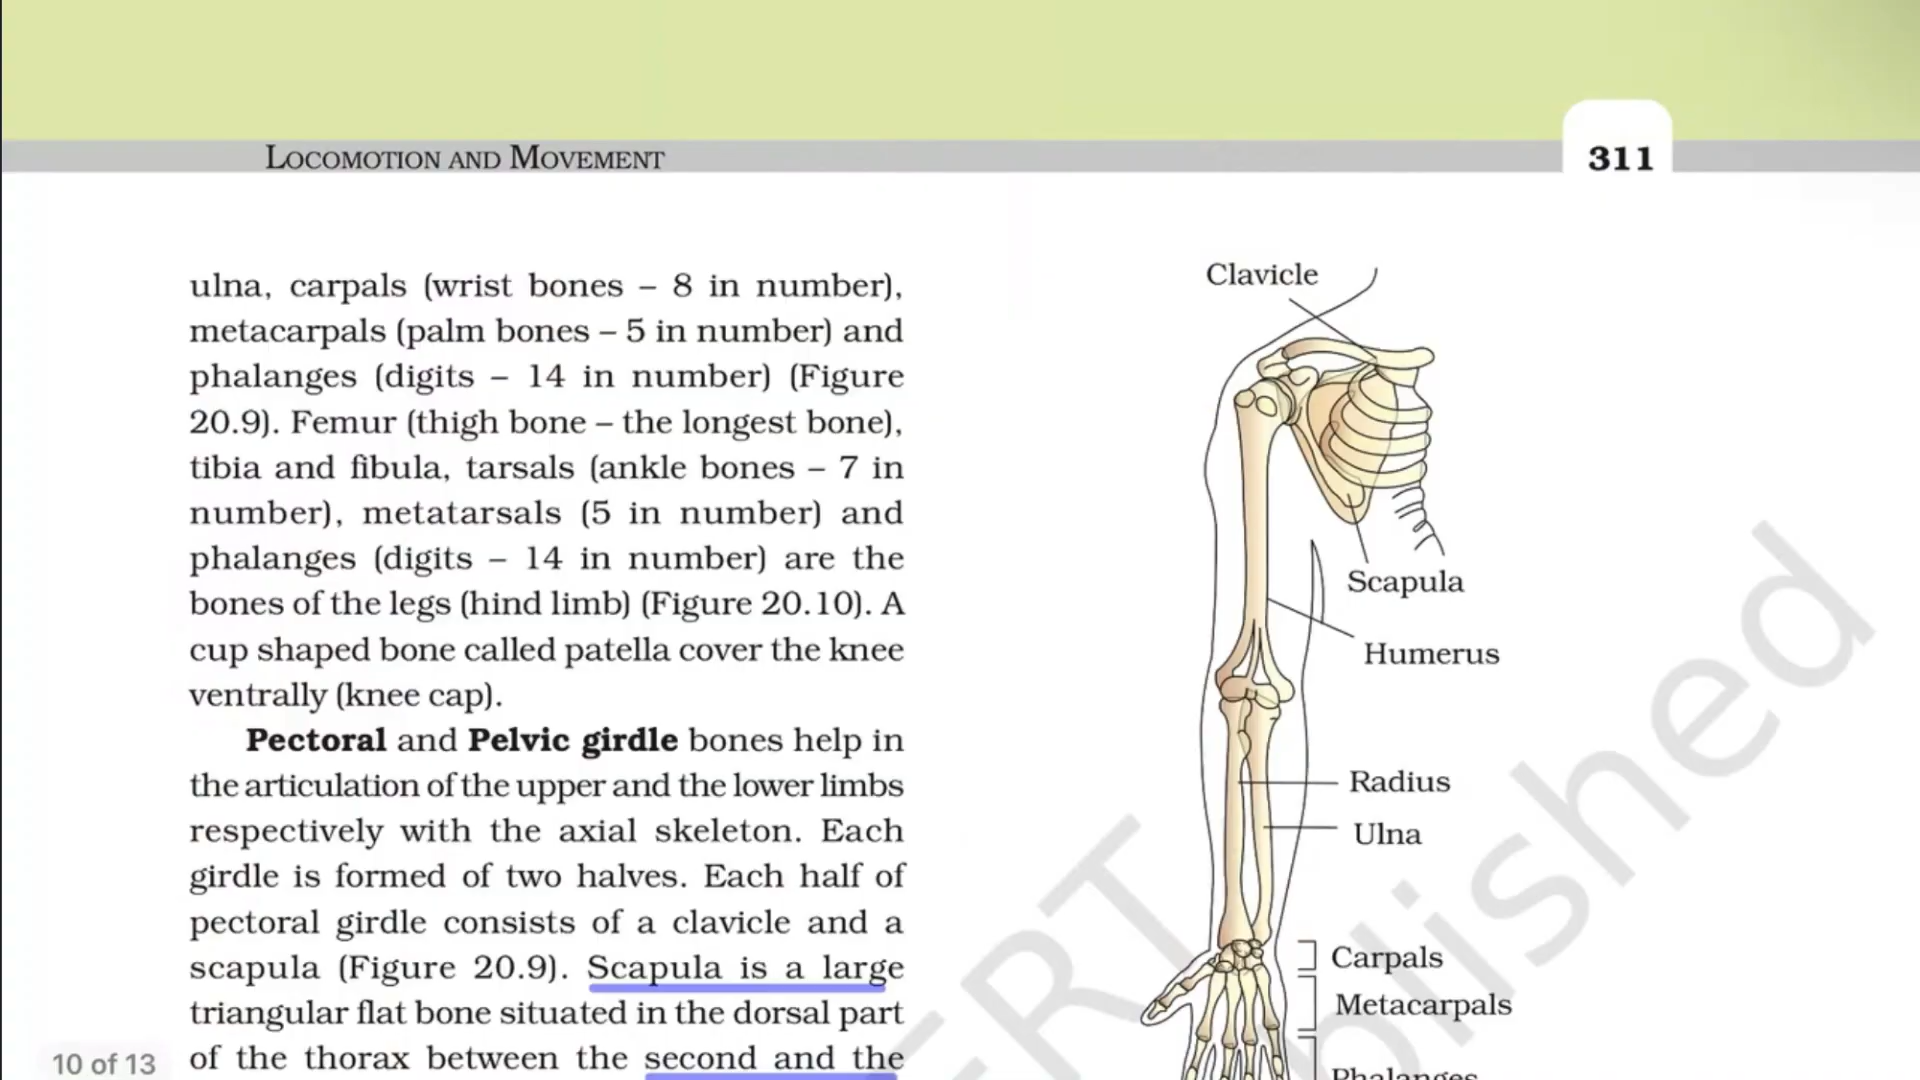 LOCOMOTION AND MOVEMENT
311
ulna, carpals (wrist bones – 8 in number),
metacarpals (palm bones – 5 in number) and
phalanges (digits – 14 in number) (Figure
20.9). Femur (thigh bone – the longest bone),
tibia and fibula, tarsals (ankle bones – 7 in
number), metatarsals (5 in number) and
phalanges (digits – 14 in number) are the
bones of the legs (hind limb) (Figure 20.10). A
cup shaped bone called patella cover the knee
ventrally (knee cap).
Pectoral and Pelvic girdle bones help in
the articulation of the upper and the lower limbs
respectively with the axial skeleton. Each
girdle is formed of two halves. Each half of
pectoral girdle consists of a clavicle and a
scapula (Figure 20.9). Scapula is a large
triangular flat bone situated in the dorsal part
of the thorax between the second and the
10 of 13
Clavicle
Scapula
Humerus
Radius
Ulna
Carpals
Metacarpals
Phalanges